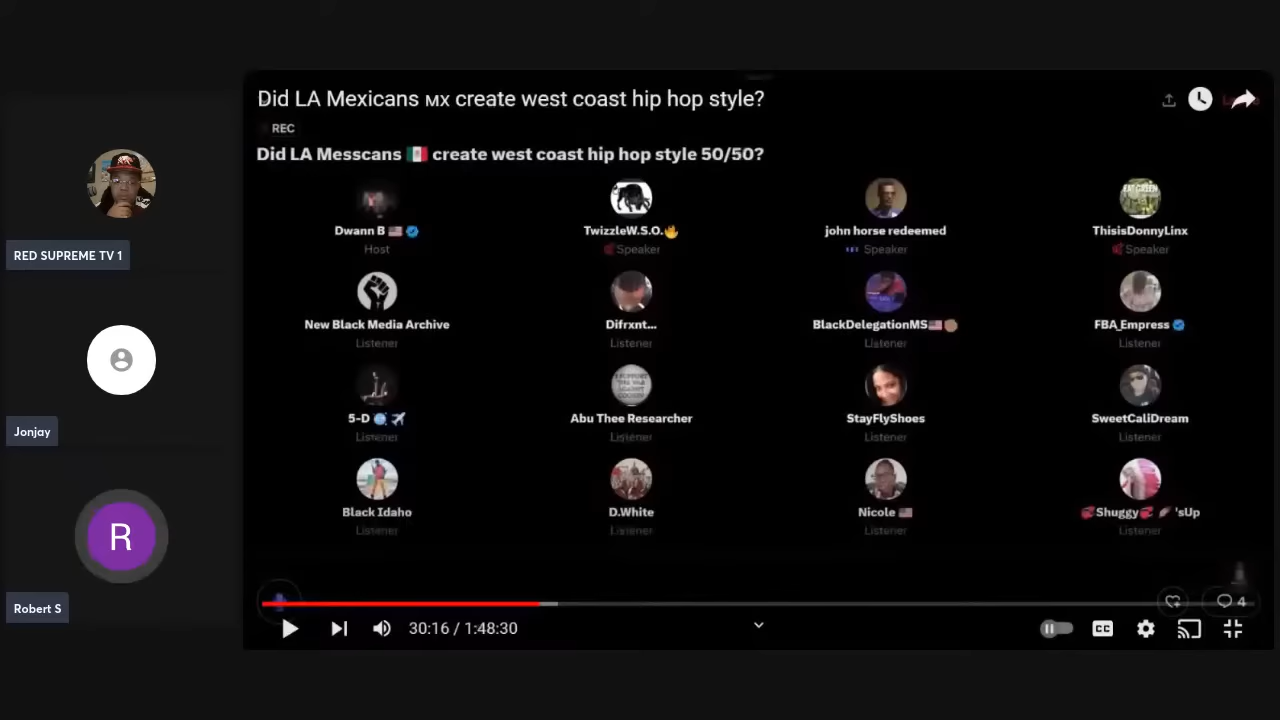 Did LA Mexicans MX create west coast hip hop style?
REC
Did LA Messcans 🇲🇽 create west coast hip hop style 50/50?
Dwann B 🇺🇸
Host
TwizzleW.S.O.🔥
Speaker
john horse redeemed
Speaker
ThisisDonnyLinx
Speaker
New Black Media Archive
Listener
Difrxnt...
Listener
BlackDelegationMS🇺🇸
Listener
FBA_Empress
Listener
5-D
Listener
Abu Thee Researcher
Listener
StayFlyShoes
Listener
SweetCaliDream
Listener
Black Idaho
Listener
D.White
Listener
Nicole 🇺🇸
Listener
💞Shuggy💞 🪶 'sUp
Listener
4
30:16 / 1:48:30
CC
RED SUPREME TV 1
Jonjay
R
Robert S
EAT GREEN